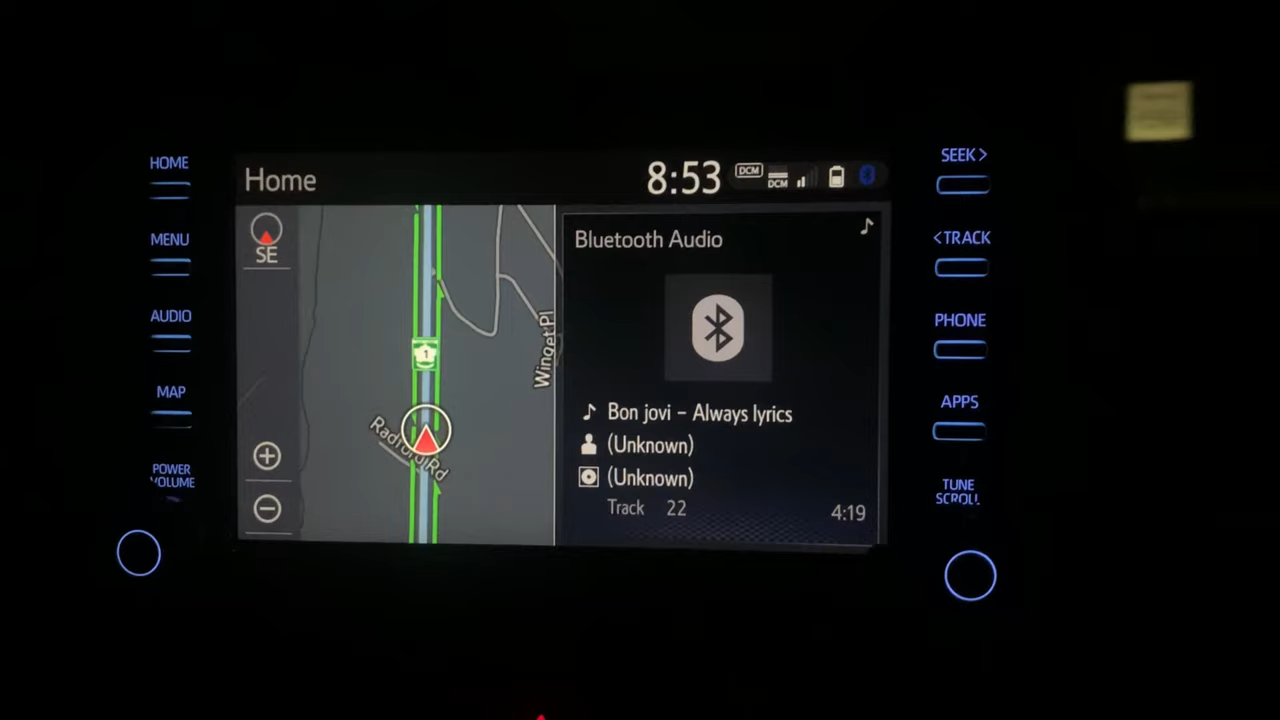 HOME
MENU
AUDIO
MAP
POWER
VOLUME
Home
8:53
DCM
DCM
SE
1
Radford Rd
Winget Pl
Bluetooth Audio
Bon jovi – Always lyrics
(Unknown)
(Unknown)
Track 22
4:19
SEEK>
<TRACK
PHONE
APPS
TUNE
SCROLL